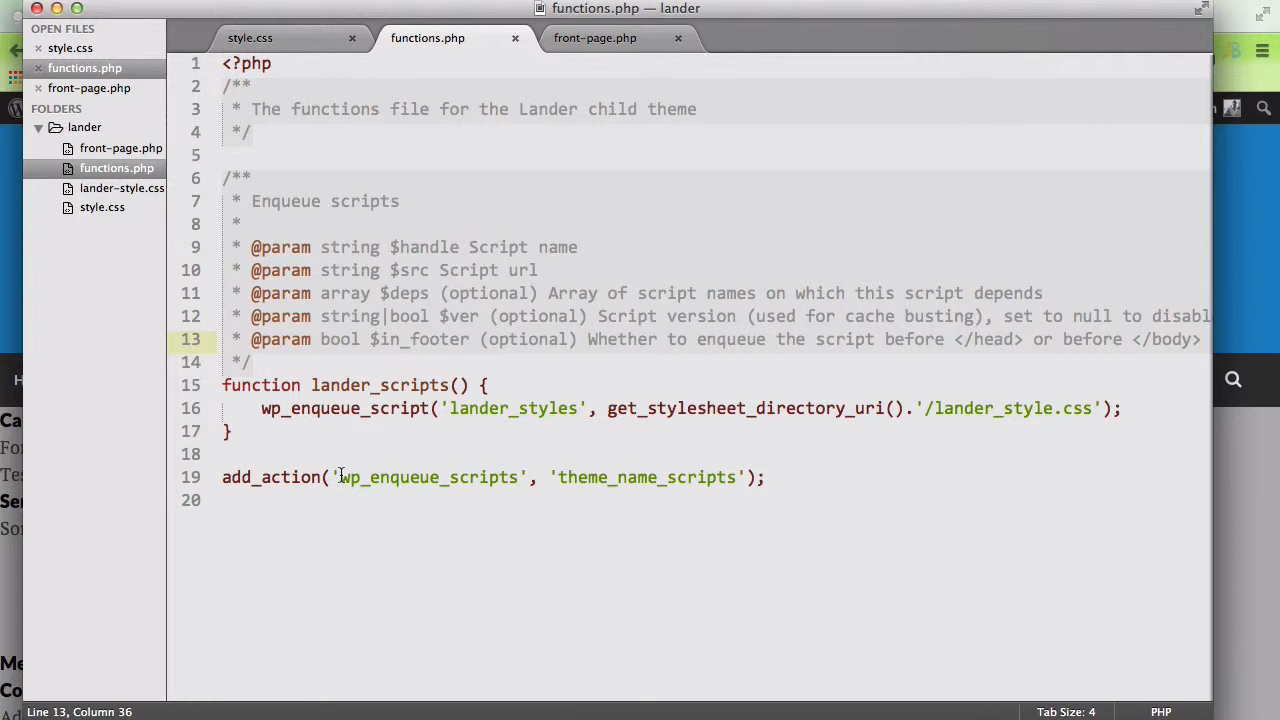 functions.php — lander
OPEN FILES
style.css
functions.php
front-page.php
FOLDERS
lander
front-page.php
functions.php
lander-style.css
style.css
style.css
functions.php
front-page.php
1 <?php
2 /**
3 * The functions file for the Lander child theme
4 */
5
6 /**
7 * Enqueue scripts
8 *
9 * @param string $handle Script name
10 * @param string $src Script url
11 * @param array $deps (optional) Array of script names on which this script depends
12 * @param string|bool $ver (optional) Script version (used for cache busting), set to null to disabl
13 * @param bool $in_footer (optional) Whether to enqueue the script before </head> or before </body>
14 */
15 function lander_scripts() {
16 wp_enqueue_script('lander_styles', get_stylesheet_directory_uri().'/lander_style.css');
17 }
18
19 add_action('wp_enqueue_scripts', 'theme_name_scripts');
20
H
Ca
For
Tes
Ser
Son
Me
Co
Line 13, Column 36
Tab Size: 4
PHP